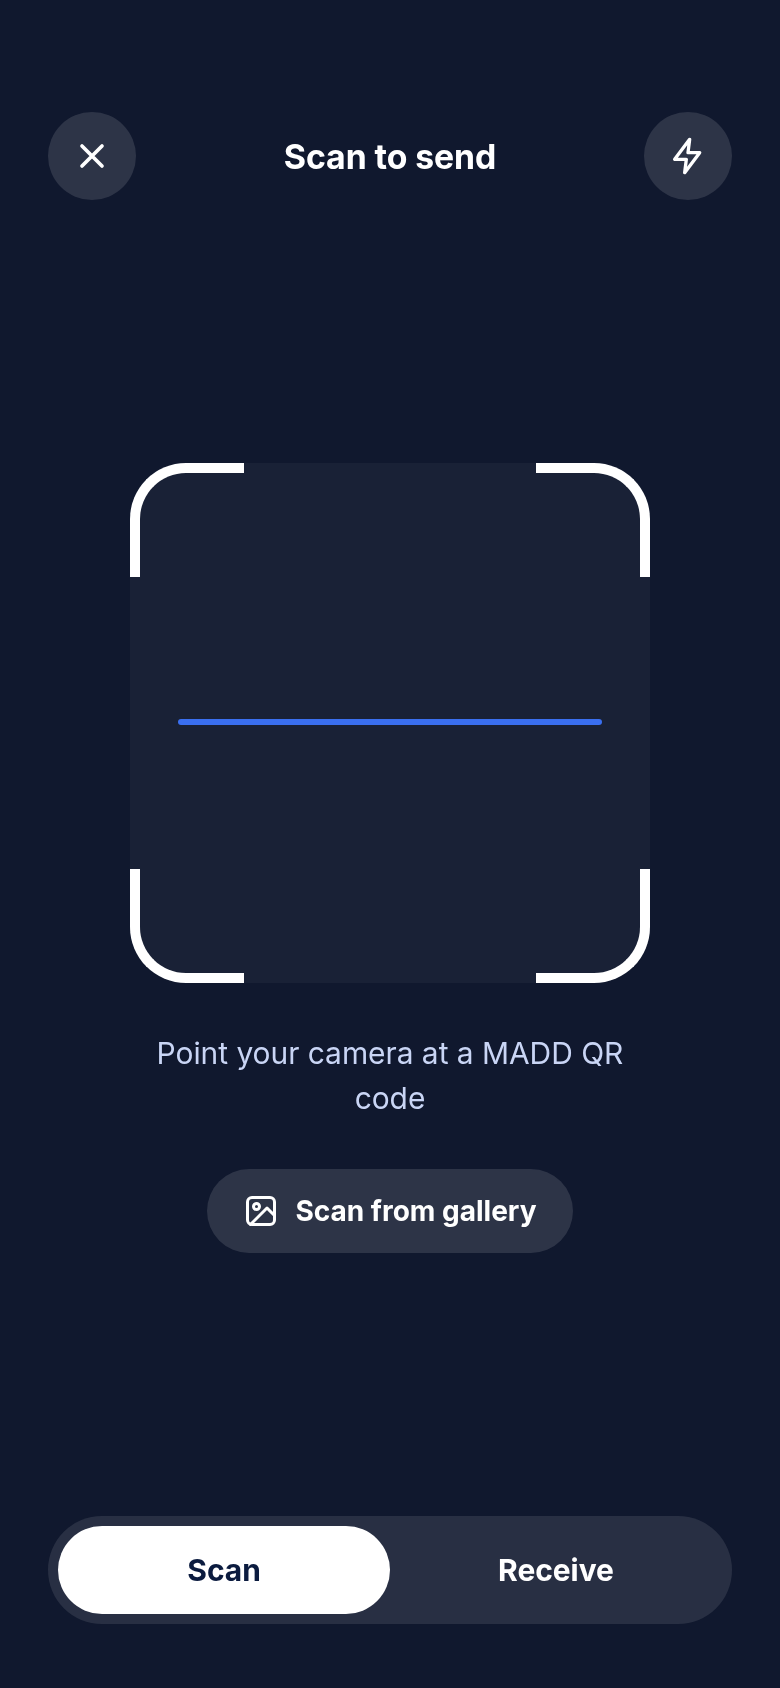 Scan to send
Point your camera at a MADD QR
code
Scan from gallery
Scan
Receive